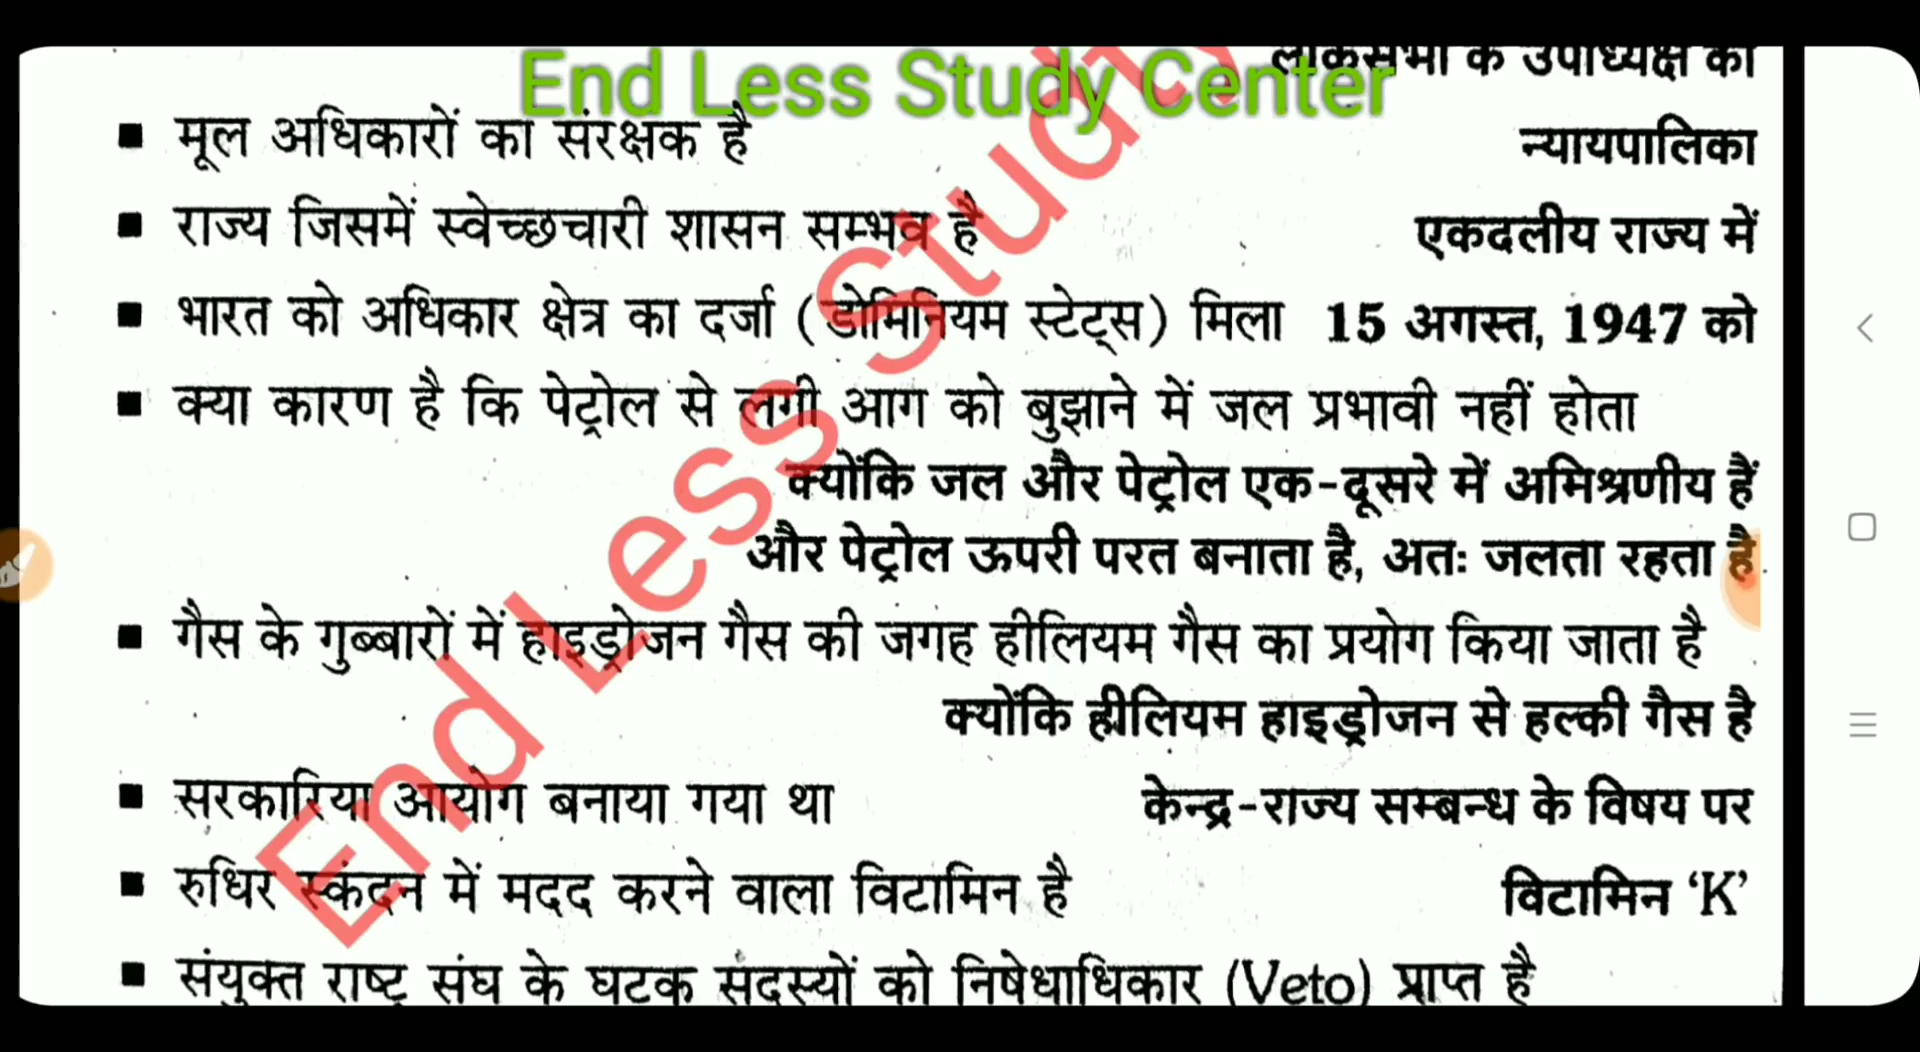 लोकसभा के उपाध्यक्ष को
End Less Study Center
■ मूल अधिकारों का संरक्षक है न्यायपालिका
■ राज्य जिसमें स्वेच्छचारी शासन सम्भव है एकदलीय राज्य में
■ भारत को अधिकार क्षेत्र का दर्जा (डोमिनियम स्टेट्स) मिला 15 अगस्त, 1947 को
■ क्या कारण है कि पेट्रोल से लगी आग को बुझाने में जल प्रभावी नहीं होता
क्योंकि जल और पेट्रोल एक-दूसरे में अमिश्रणीय हैं
और पेट्रोल ऊपरी परत बनाता है, अतः जलता रहता है
■ गैस के गुब्बारों में हाइड्रोजन गैस की जगह हीलियम गैस का प्रयोग किया जाता है
क्योंकि हीलियम हाइड्रोजन से हल्की गैस है
■ सरकारिया आयोग बनाया गया था केन्द्र-राज्य सम्बन्ध के विषय पर
■ रुधिर स्कंदन में मदद करने वाला विटामिन है विटामिन ‘K’
■ संयुक्त राष्ट्र संघ के घटक सदस्यों को निषेधाधिकार (Veto) प्राप्त है
End Less Study